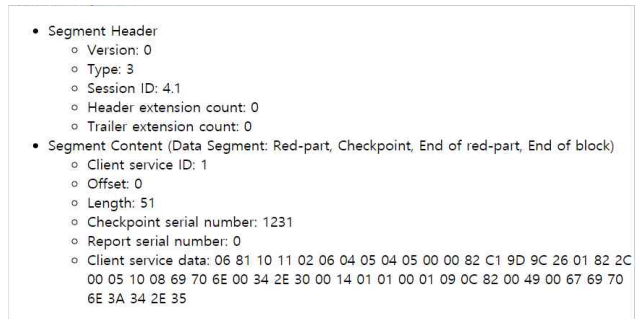 • Segment Header
○ Version: 0
○ Type: 3
○ Session ID: 4.1
○ Header extension count: 0
○ Trailer extension count: 0
• Segment Content (Data Segment: Red-part, Checkpoint, End of red-part, End of block)
○ Client service ID: 1
○ Offset: 0
○ Length: 51
○ Checkpoint serial number: 1231
○ Report serial number: 0
○ Client service data: 06 81 10 11 02 06 04 05 04 05 00 00 82 C1 9D 9C 26 01 82 2C
00 05 10 08 69 70 6E 00 34 2E 30 00 14 01 01 00 01 09 0C 82 00 49 00 67 69 70
6E 3A 34 2E 35